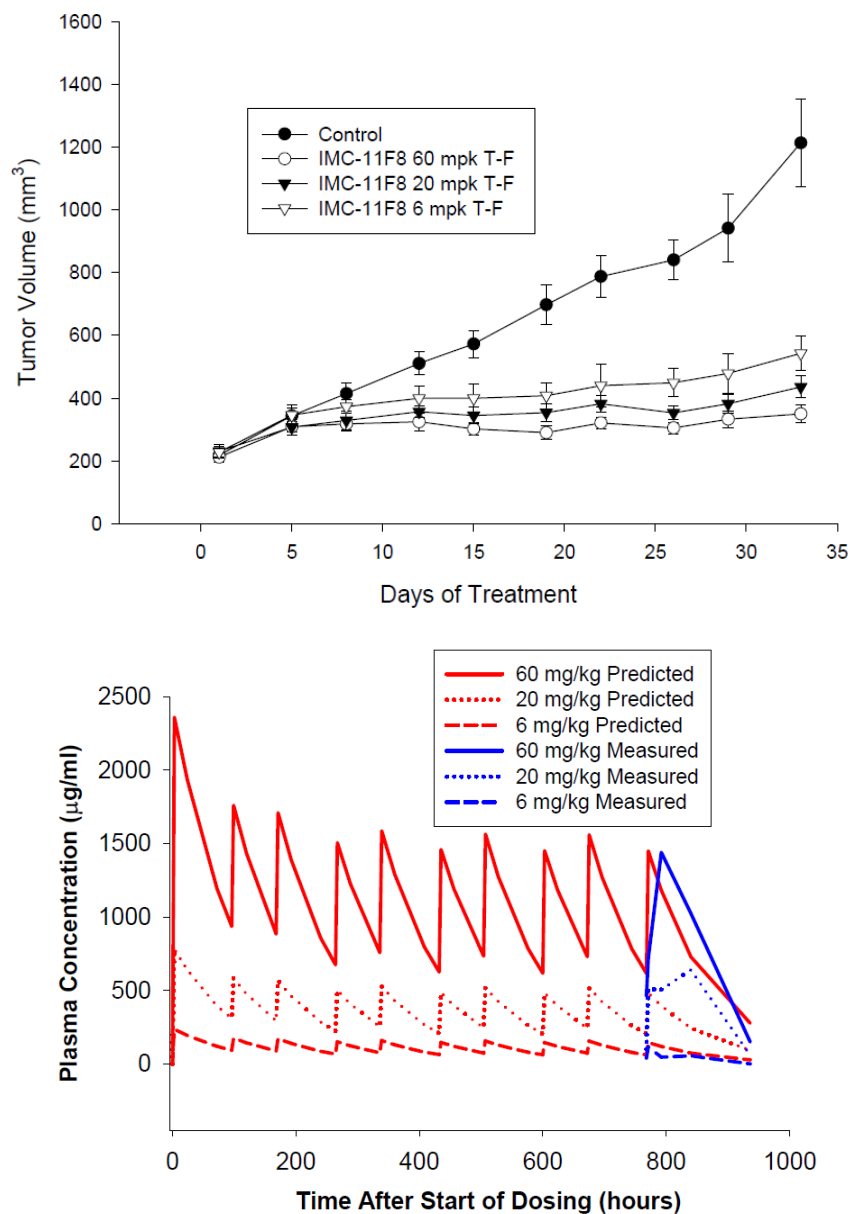 1600
1400
1200
1000
800
600
400
200
0
Tumor Volume (mm³)
Control
IMC-11F8 60 mpk T-F
IMC-11F8 20 mpk T-F
IMC-11F8 6 mpk T-F
0 5 10 15 20 25 30 35
Days of Treatment
60 mg/kg Predicted
20 mg/kg Predicted
6 mg/kg Predicted
60 mg/kg Measured
20 mg/kg Measured
6 mg/kg Measured
2500
2000
1500
1000
500
0
Plasma Concentration (µg/ml)
0 200 400 600 800 1000
Time After Start of Dosing (hours)